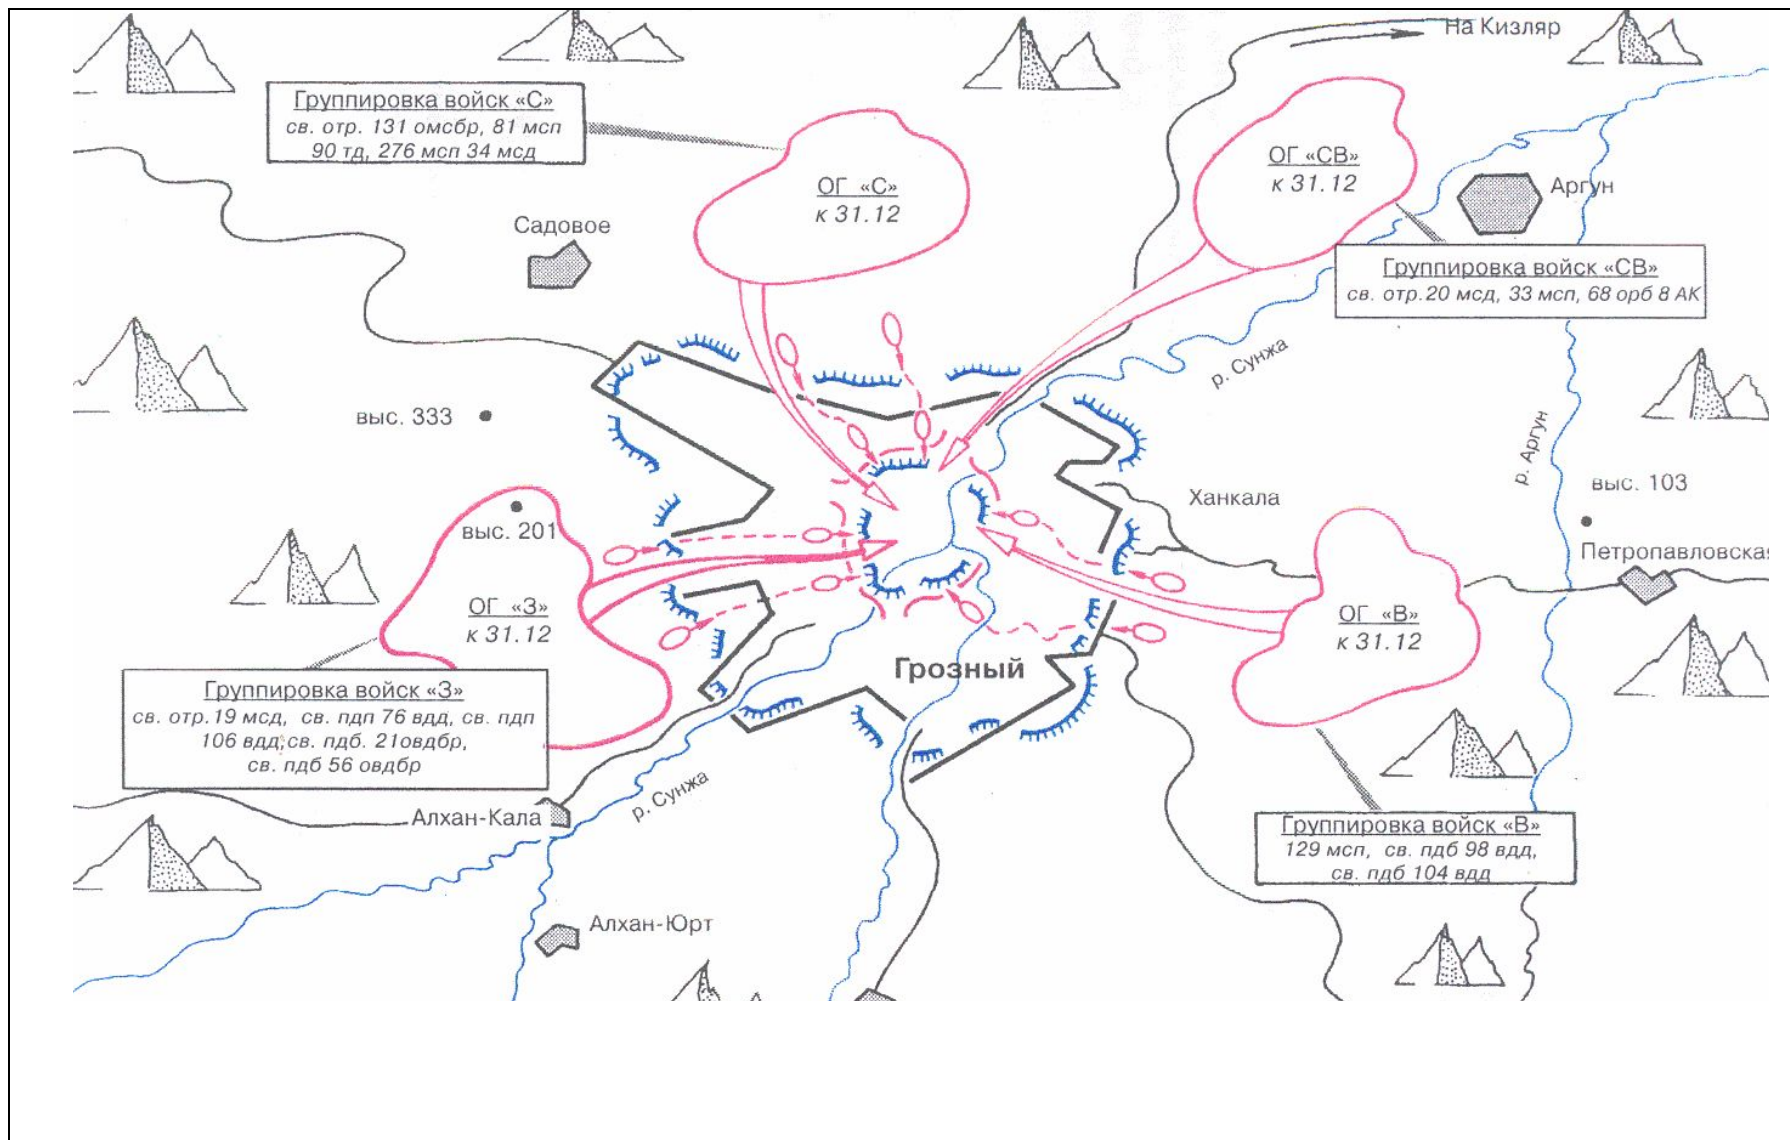 На Кизляр
Группировка войск «С»
св. отр. 131 омсбр, 81 мсп
90 тд, 276 мсп 34 мсд
ОГ «С»
к 31.12
ОГ «СВ»
к 31.12
Аргун
Садовое
Группировка войск «СВ»
св. отр.20 мсд, 33 мсп, 68 орб 8 АК
р. Сунжа
выс. 333
р. Аргун
Ханкала
выс. 103
выс. 201
Петропавловская
ОГ «З»
к 31.12
ОГ «В»
к 31.12
Грозный
Группировка войск «З»
св. отр.19 мсд, св. пдп 76 вдд, св. пдп
106 вдд,св. пдб. 21овдбр,
св. пдб 56 овдбр
р. Сунжа
Алхан-Кала
Группировка войск «В»
129 мсп, св. пдб 98 вдд,
св. пдб 104 вдд
Алхан-Юрт